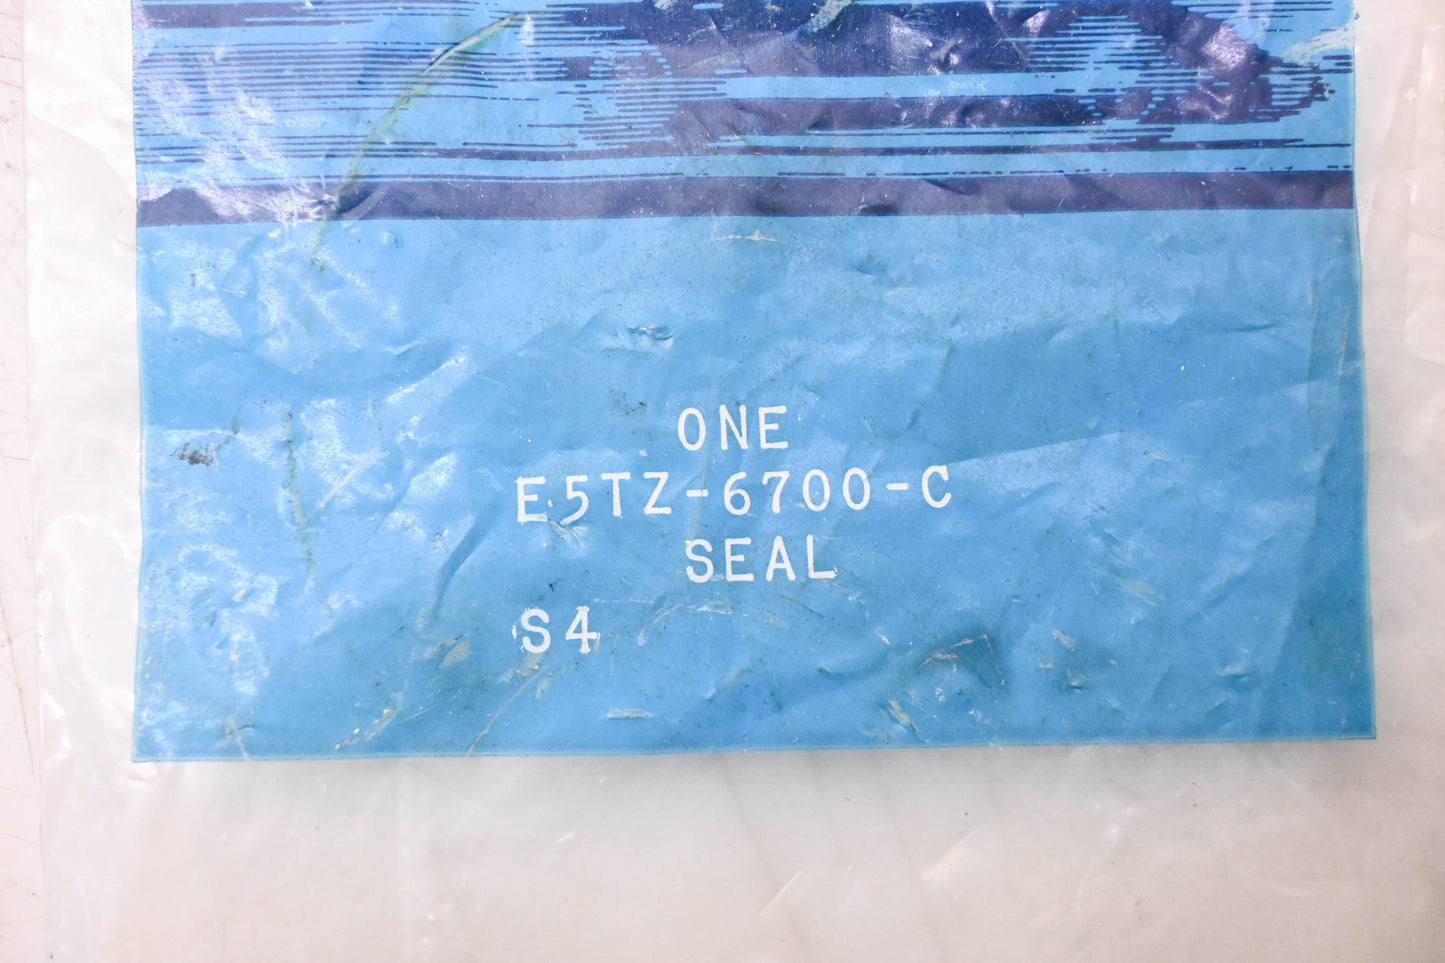 ONE
E5TZ-6700-C
SEAL
S4